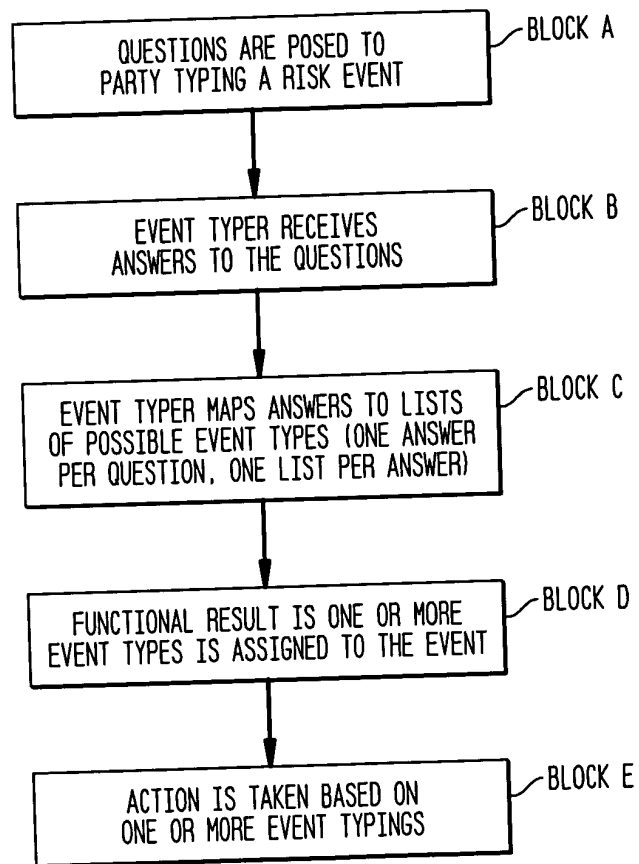 QUESTIONS ARE POSED TO
PARTY TYPING A RISK EVENT
BLOCK A
EVENT TYPER RECEIVES
ANSWERS TO THE QUESTIONS
BLOCK B
EVENT TYPER MAPS ANSWERS TO LISTS
OF POSSIBLE EVENT TYPES (ONE ANSWER
PER QUESTION, ONE LIST PER ANSWER)
BLOCK C
FUNCTIONAL RESULT IS ONE OR MORE
EVENT TYPES IS ASSIGNED TO THE EVENT
BLOCK D
ACTION IS TAKEN BASED ON
ONE OR MORE EVENT TYPINGS
BLOCK E